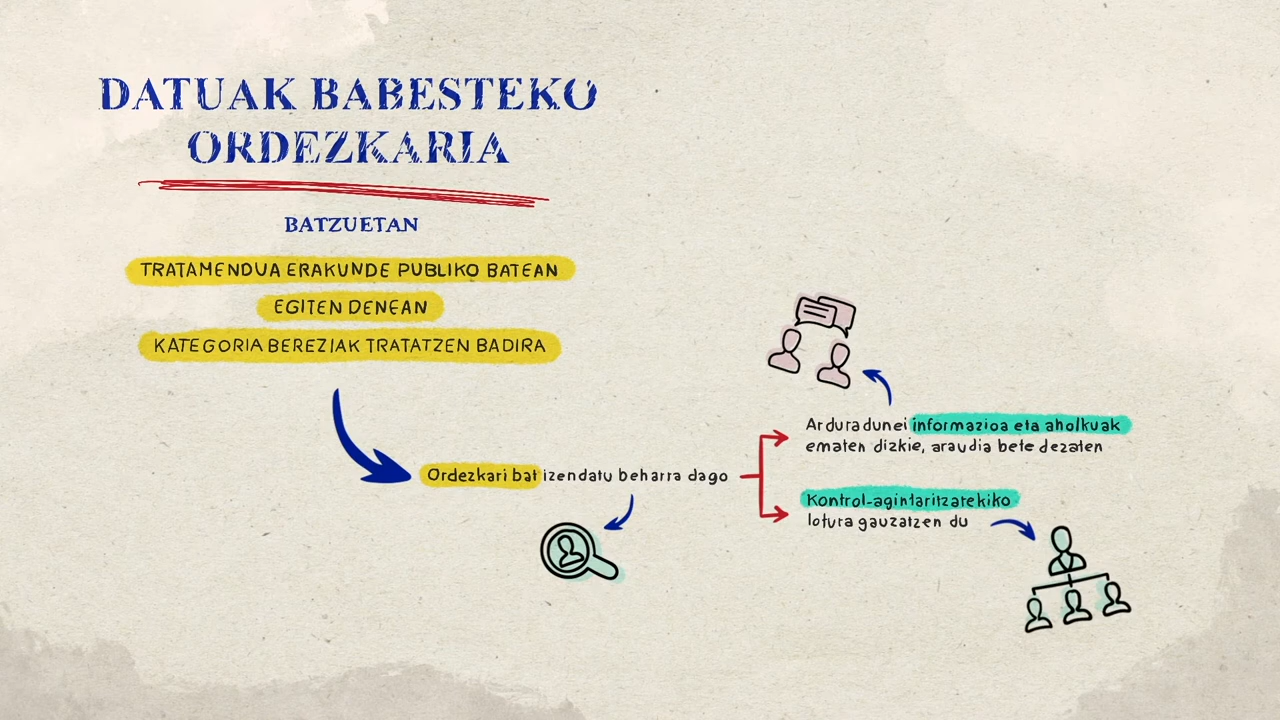 DATUAK BABESTEKO
ORDEZKARIA
BATZUETAN
TRATAMENDUA ERAKUNDE PUBLIKO BATEAN
EGITEN DENEAN
KATEGORIA BEREZIAK TRATATZEN BADIRA
Ordezkari bat izendatu beharra dago
Arduradunei informazioa eta aholkuak
ematen dizkie, araudia bete dezaten
Kontrol-agintaritzarekiko
lotura gauzatzen du